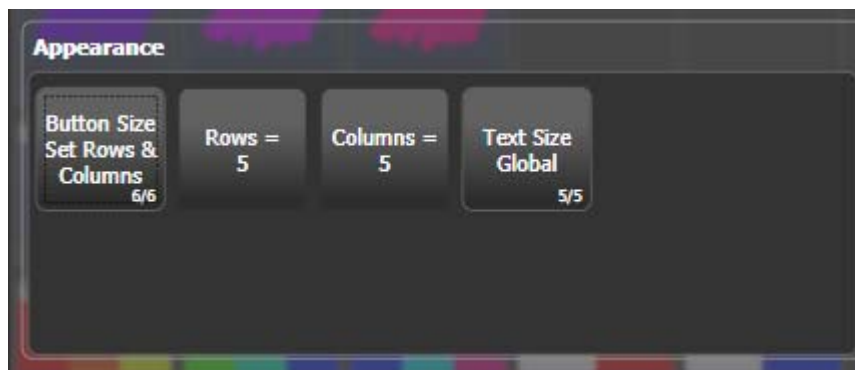 Appearance
Button Size
Set Rows &
Columns
6/6
Rows =
5
Columns =
5
Text Size
Global
5/5